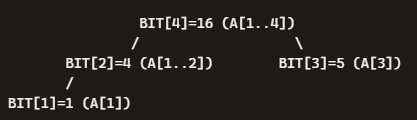 BIT[4]=16 (A[1..4])
/ \
BIT[2]=4 (A[1..2]) BIT[3]=5 (A[3])
/
BIT[1]=1 (A[1])